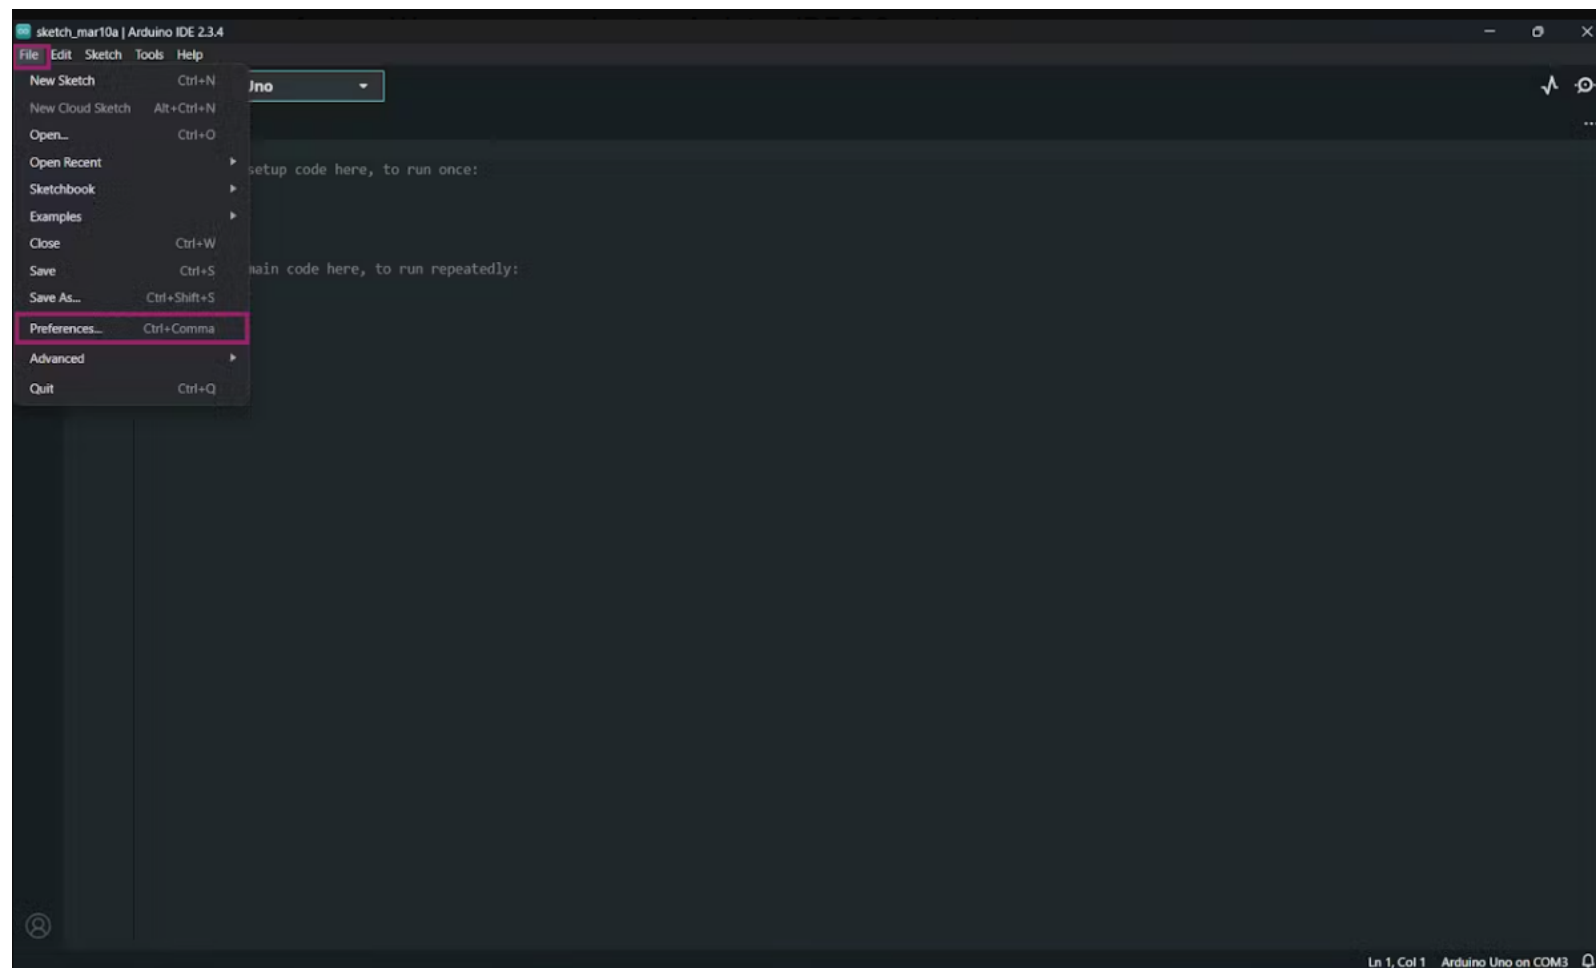 sketch_mar10a | Arduino IDE 2.3.4
File Edit Sketch Tools Help
New Sketch Ctrl+N
New Cloud Sketch Alt+Ctrl+N
Open... Ctrl+O
Open Recent
Sketchbook
Examples
Close Ctrl+W
Save Ctrl+S
Save As... Ctrl+Shift+S
Preferences... Ctrl+Comma
Advanced
Quit Ctrl+Q
Uno
setup code here, to run once:
main code here, to run repeatedly:
Ln 1, Col 1 Arduino Uno on COM3